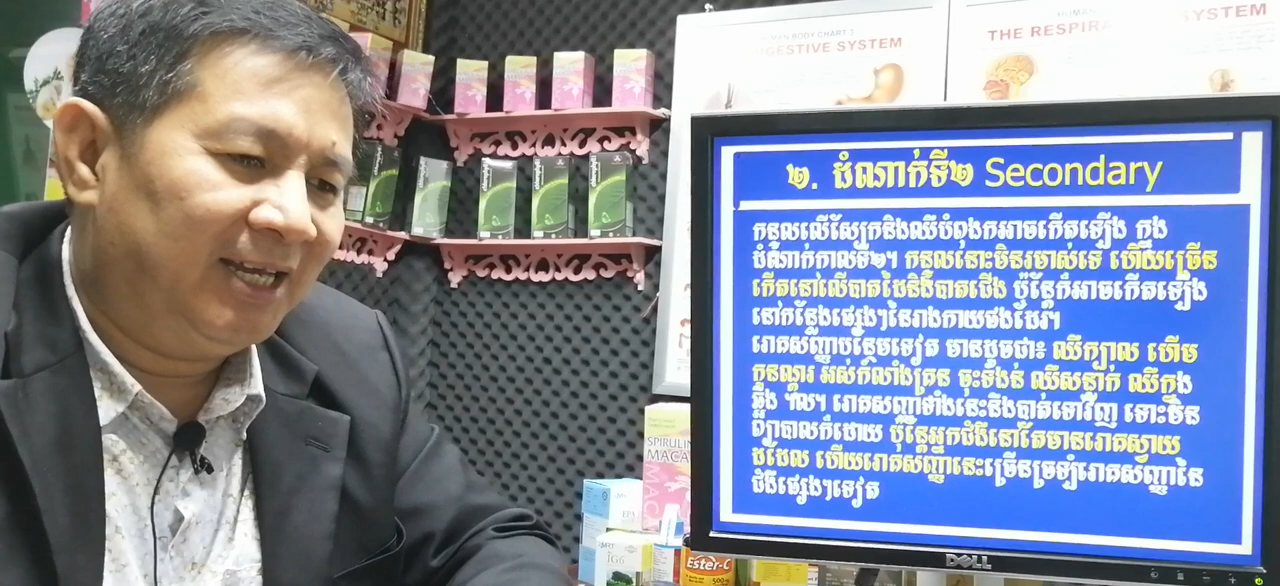 HUMAN BODY CHART 5
DIGESTIVE SYSTEM
HUMAN
THE RESPIRA SYSTEM
២. ដំណាក់ទី២ Secondary
កន្ទួលលើស្បែកនិងឈឺបំពង់កអាចកើតឡើង ក្នុង
ដំណាក់កាលទី២។ កន្ទួលនោះមិនរមាស់ទេ ហើយច្រើន
កើតនៅលើបាតដៃនិងបាតជើង ប៉ុន្តែក៏អាចកើតឡើង
នៅកន្លែងផ្សេងៗនៃរាងកាយផងដែរ។
រោគសញ្ញាបន្ថែមទៀត មានដូចជា៖ ឈឺក្បាល ហើម
កូនកណ្តុរ អស់កំលាំងគ្រុន ចុះទំងន់ ឈឺសន្លាក់ ឈឺក្នុង
ឆ្អឹង ។ល។ រោគសញ្ញាទាំងនេះនឹងបាត់ទៅវិញ ទោះមិន
ព្យាបាលក៏ដោយ ប៉ុន្តែអ្នកជំងឺនៅតែមានរោគស្វាយ
ដដែល ហើយរោគសញ្ញានេះច្រើនច្រឡំរោគសញ្ញានៃ
ជំងឺផ្សេងៗទៀត
SPIRULIN
MACA
EPA
IG6
Ester-C
500mg
DELL